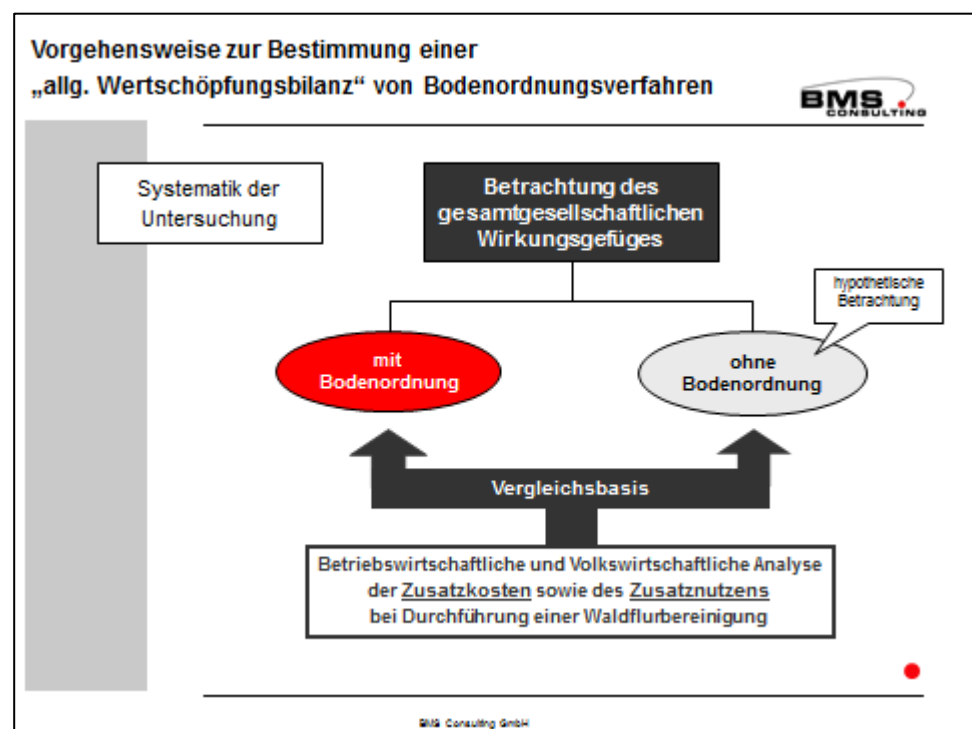 Vorgehensweise zur Bestimmung einer
„allg. Wertschöpfungsbilanz“ von Bodenordnungsverfahren
BMS
CONSULTING
Systematik der
Untersuchung
Betrachtung des
gesamtgesellschaftlichen
Wirkungsgefüges
hypothetische
Betrachtung
mit
Bodenordnung
ohne
Bodenordnung
Vergleichsbasis
Betriebswirtschaftliche und Volkswirtschaftliche Analyse
der Zusatzkosten sowie des Zusatznutzens
bei Durchführung einer Waldflurbereinigung
BMS Consulting GmbH